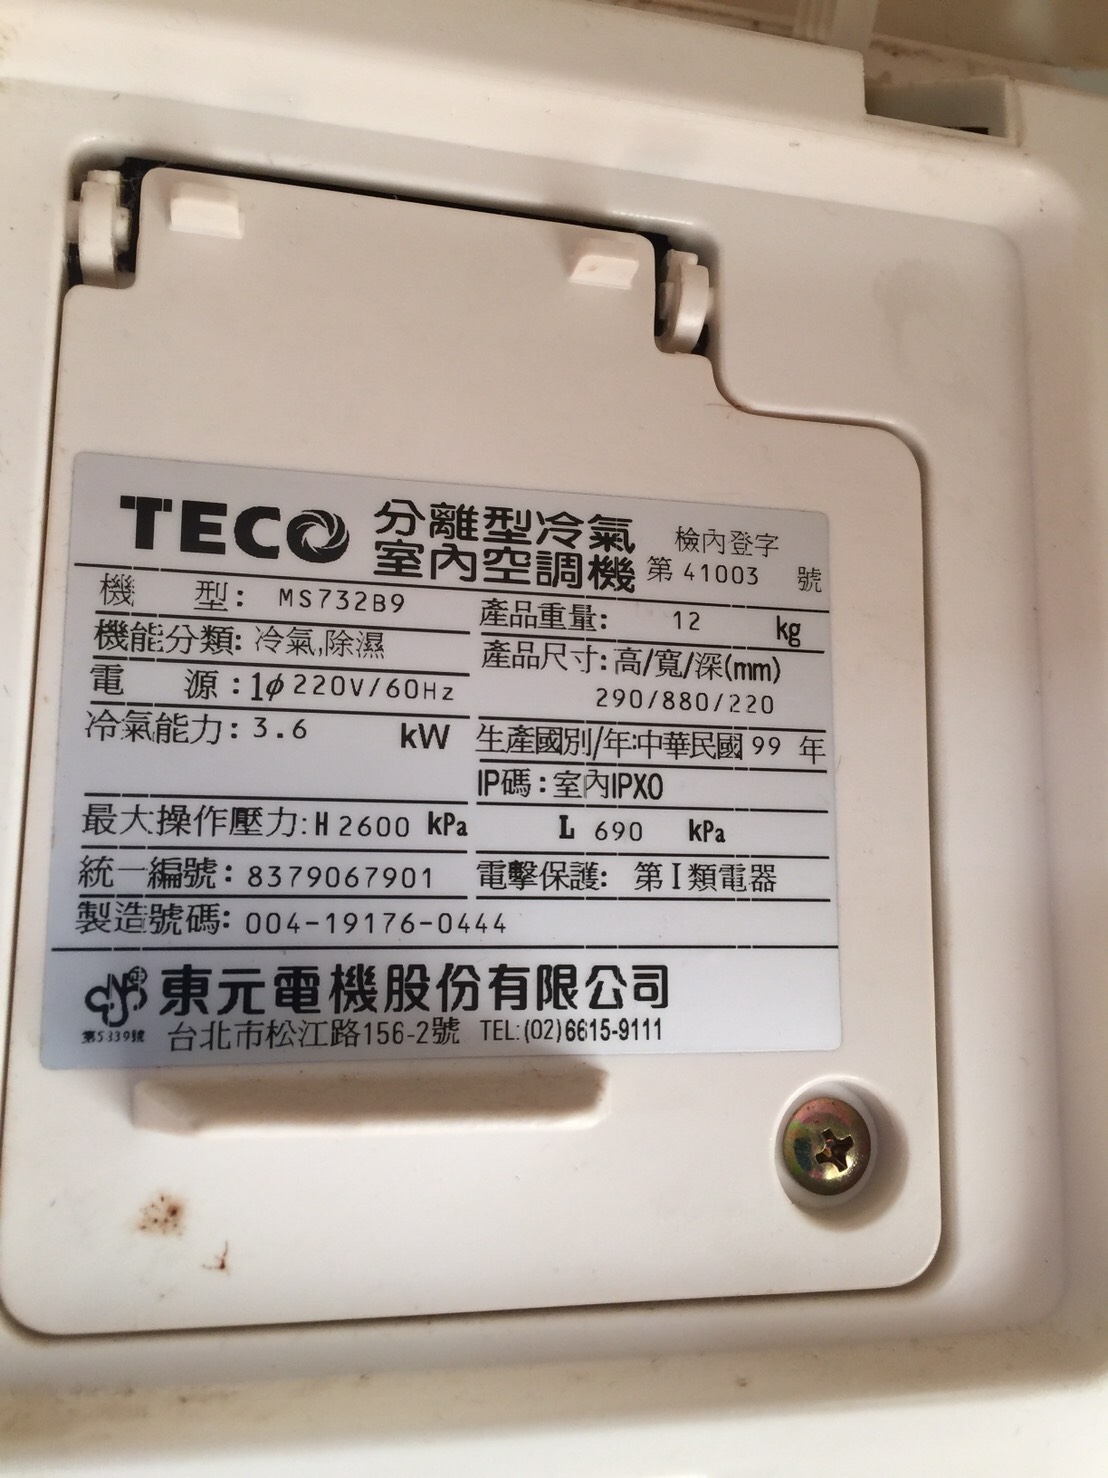 TECO 分離型冷氣 室內空調機
檢內登字
第 41003 號
機 型: MS732B9
產品重量: 12 kg
機能分類: 冷氣,除濕
產品尺寸:高/寬/深(mm)
290/880/220
電 源:1φ 220V/60Hz
冷氣能力:3.6 kW
生產國別/年:中華民國 99 年
IP碼:室內IPX0
最大操作壓力:H 2600 kPa L 690 kPa
統一編號:8379067901
電擊保護: 第I類電器
製造號碼: 004-19176-0444
東元電機股份有限公司
第5339號
台北市松江路156-2號 TEL:(02)6615-9111